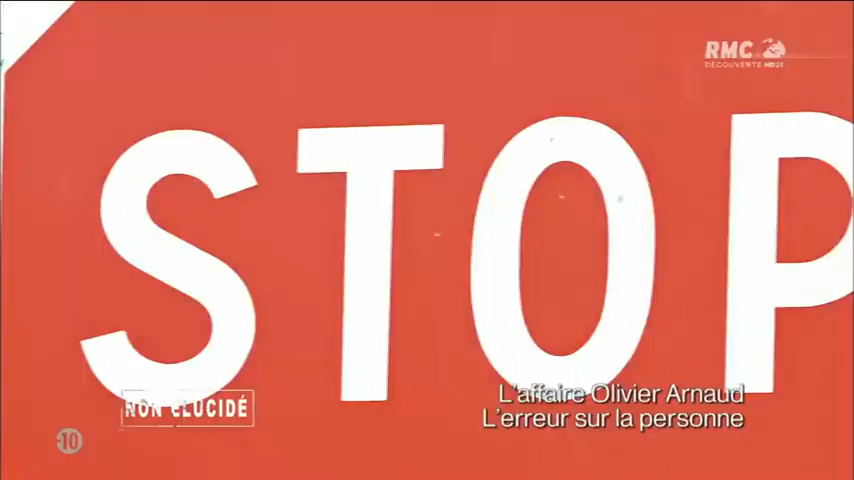 RMC
DÉCOUVERTE HD24
STOP
NON ÉLUCIDÉ
L'affaire Olivier Arnaud
L'erreur sur la personne
-10